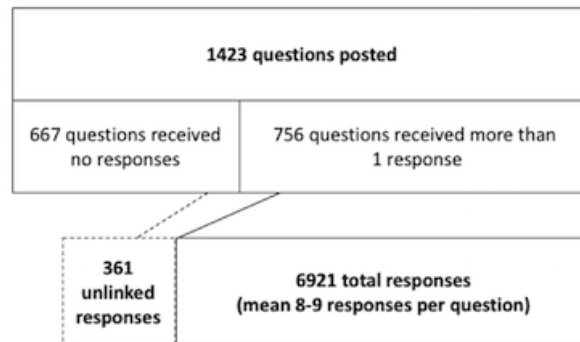 1423 questions posted
667 questions received
no responses
756 questions received more than
1 response
361
unlinked
responses
6921 total responses
(mean 8-9 responses per question)